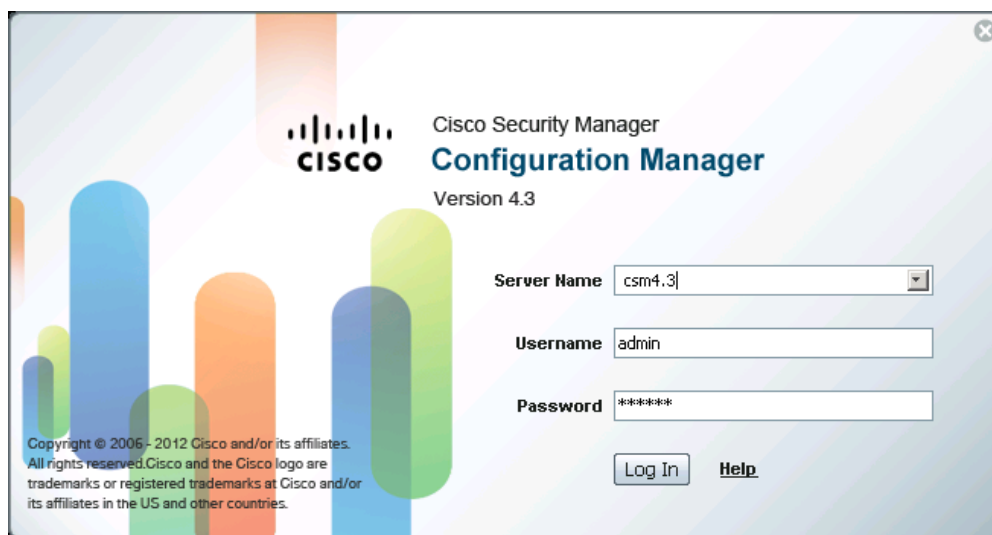 CISCO
Cisco Security Manager
Configuration Manager
Version 4.3
Server Name csm4.3
Username admin
Password ******
Log In Help
Copyright © 2006 - 2012 Cisco and/or its affiliates.
All rights reserved.Cisco and the Cisco logo are
trademarks or registered trademarks at Cisco and/or
its affiliates in the US and other countries.